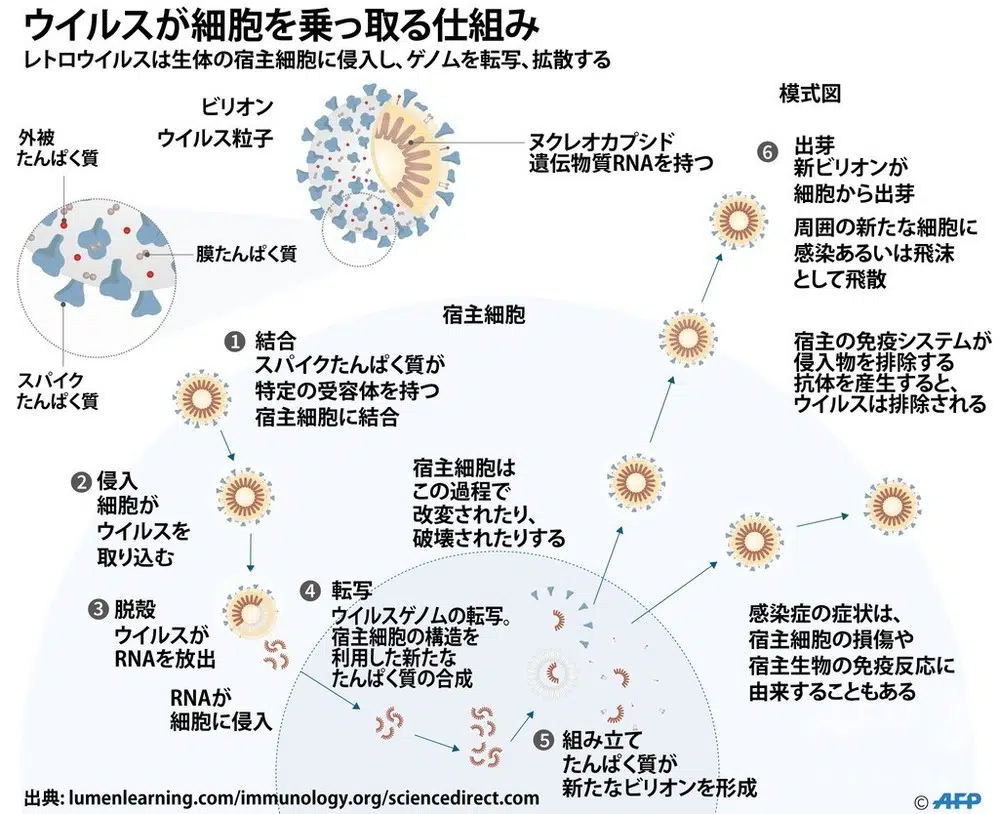 ウイルスが細胞を乗っ取る仕組み
レトロウイルスは生体の宿主細胞に侵入し、ゲノムを転写、拡散する
模式図
ビリオン
ウイルス粒子
外被
たんぱく質
膜たんぱく質
スパイク
たんぱく質
ヌクレオカプシド
遺伝物質RNAを持つ
宿主細胞
❶ 結合
スパイクたんぱく質が
特定の受容体を持つ
宿主細胞に結合
❷ 侵入
細胞が
ウイルスを
取り込む
❸ 脱殻
ウイルスが
RNAを放出
RNAが
細胞に侵入
❹ 転写
ウイルスゲノムの転写。
宿主細胞の構造を
利用した新たな
たんぱく質の合成
❺ 組み立て
たんぱく質が
新たなビリオンを形成
宿主細胞は
この過程で
改変されたり、
破壊されたりする
❻ 出芽
新ビリオンが
細胞から出芽
周囲の新たな細胞に
感染あるいは飛沫
として飛散
宿主の免疫システムが
侵入物を排除する
抗体を産生すると、
ウイルスは排除される
感染症の症状は、
宿主細胞の損傷や
宿主生物の免疫反応に
由来することもある
出典: lumenlearning.com/immunology.org/sciencedirect.com
© AFP